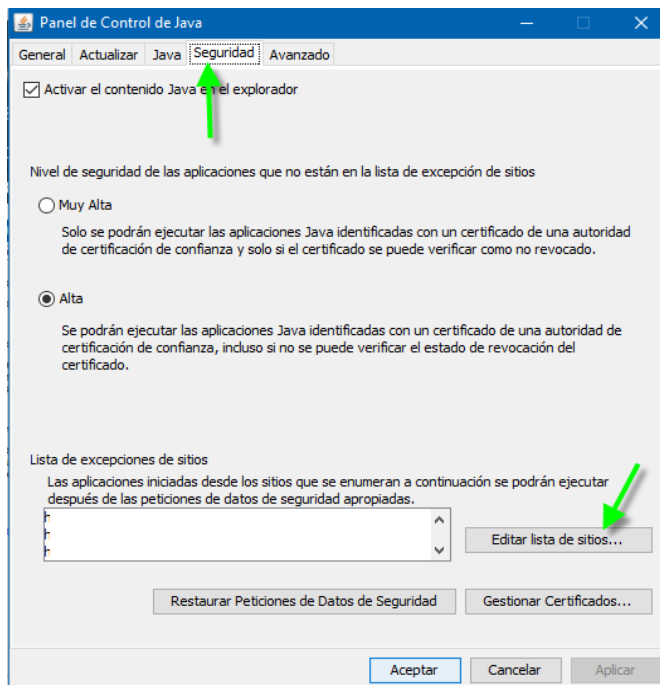 Panel de Control de Java
General Actualizar Java Seguridad Avanzado
Activar el contenido Java en el explorador
Nivel de seguridad de las aplicaciones que no están en la lista de excepción de sitios
Muy Alta
Solo se podrán ejecutar las aplicaciones Java identificadas con un certificado de una autoridad
de certificación de confianza y solo si el certificado se puede verificar como no revocado.
Alta
Se podrán ejecutar las aplicaciones Java identificadas con un certificado de una autoridad de
certificación de confianza, incluso si no se puede verificar el estado de revocación del
certificado.
Lista de excepciones de sitios
Las aplicaciones iniciadas desde los sitios que se enumeran a continuación se podrán ejecutar
después de las peticiones de datos de seguridad apropiadas.
Editar lista de sitios...
Restaurar Peticiones de Datos de Seguridad Gestionar Certificados...
Aceptar Cancelar Aplicar